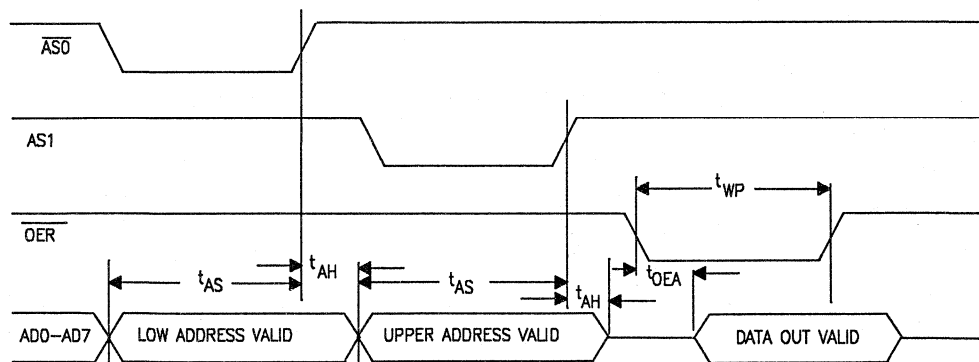 AS0
AS1
tWP
OER
tAH
tAS
tAS
tOEA
tAH
AD0-AD7
LOW ADDRESS VALID
UPPER ADDRESS VALID
DATA OUT VALID